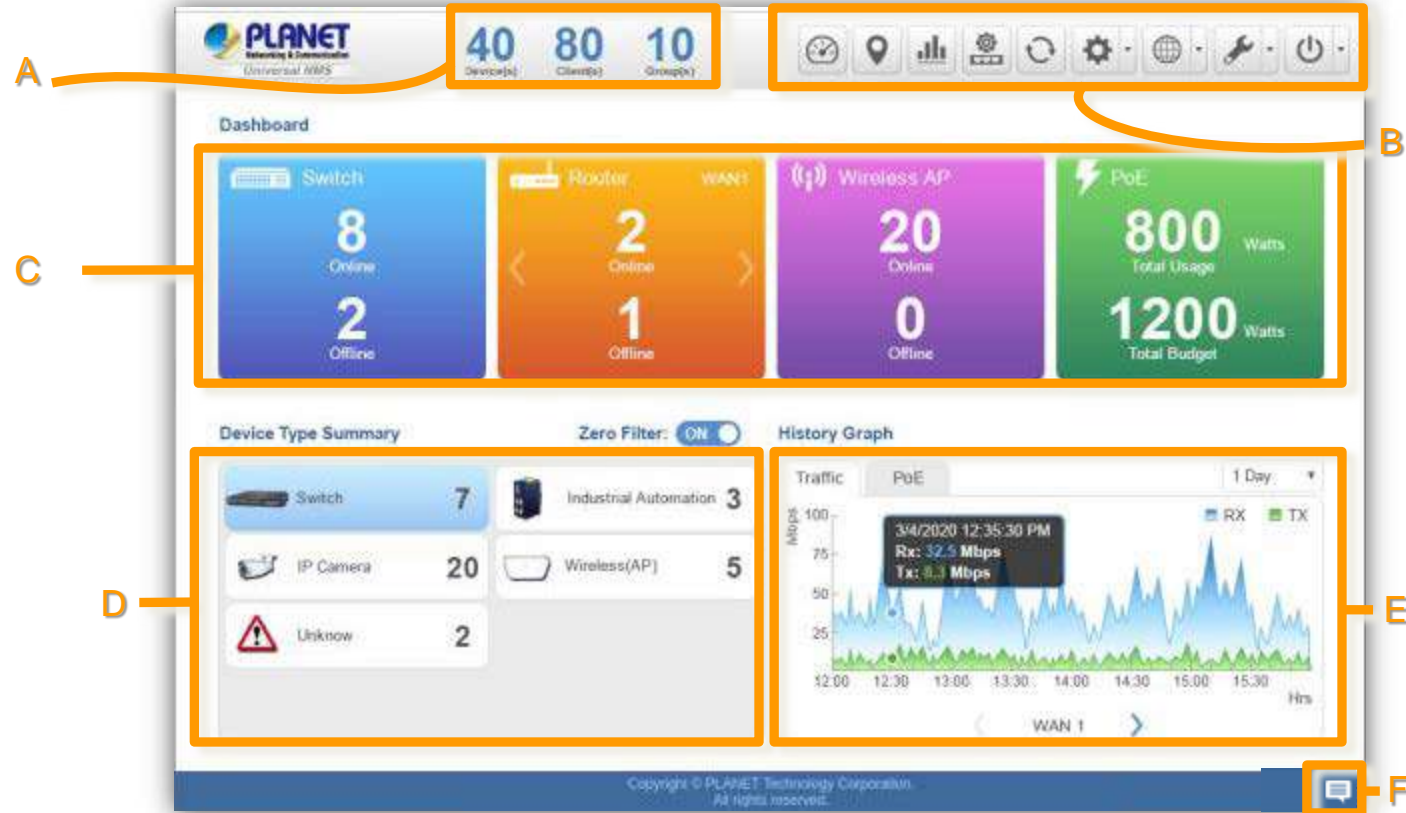 PLANET
Networking & Communication
Universal NMS
40 80 10
Device(s) Client(s) Group(s)
A
B
Dashboard
Switch
8
Online
2
Offline
Router WAN1
2
Online
1
Offline
Wireless AP
20
Online
0
Offline
PoE
800 Watts
Total Usage
1200 Watts
Total Budget
C
Device Type Summary Zero Filter: ON
Switch 7
Industrial Automation 3
IP Camera 20
Wireless(AP) 5
Unknow 2
D
History Graph
Traffic PoE 1 Day
Mbps
RX TX
100
75
50
25
3/4/2020 12:35:30 PM
Rx: 32.5 Mbps
Tx: 8.3 Mbps
12:00 12:30 13:00 13:30 14:00 14:30 15:00 15:30
Hrs
WAN 1
E
Copyright © PLANET Technology Corporation.
All rights reserved.
F